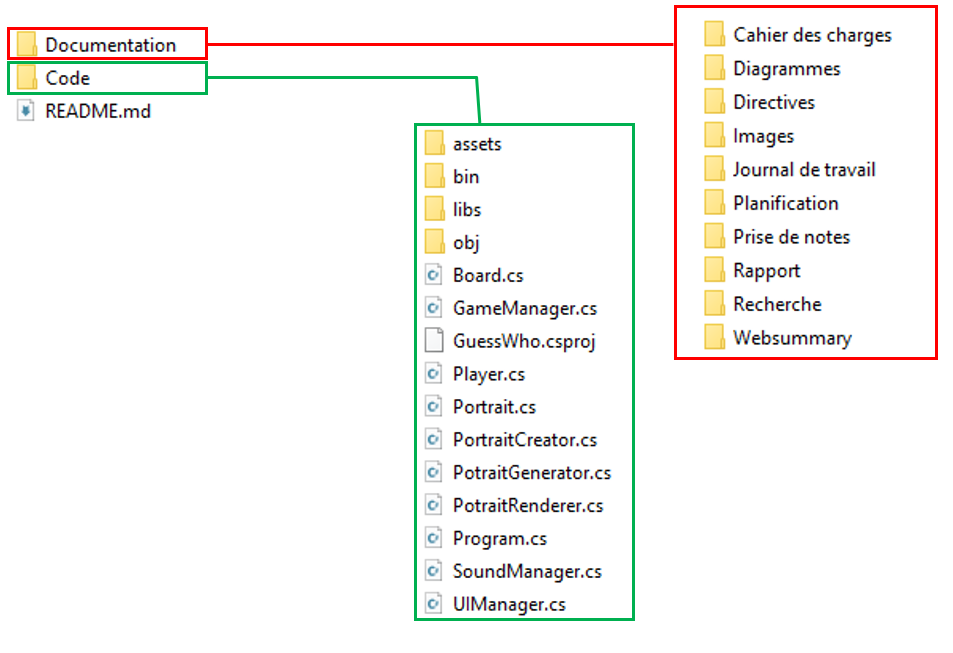 Documentation
Code
README.md
assets
bin
libs
obj
Board.cs
GameManager.cs
GuessWho.csproj
Player.cs
Portrait.cs
PortraitCreator.cs
PotraitGenerator.cs
PotraitRenderer.cs
Program.cs
SoundManager.cs
UIManager.cs
Cahier des charges
Diagrammes
Directives
Images
Journal de travail
Planification
Prise de notes
Rapport
Recherche
Websummary